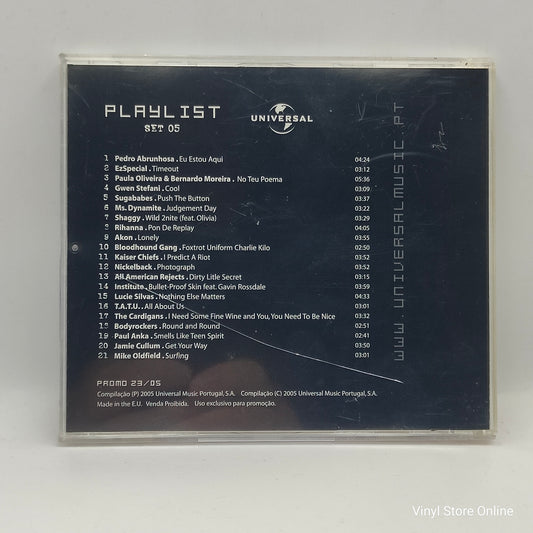 PLAYLIST
SET 05
UNIVERSAL
1 Pedro Abrunhosa . Eu Estou Aqui 04:24
2 EzSpecial . Timeout 03:12
3 Paula Oliveira & Bernardo Moreira . No Teu Poema 05:36
4 Gwen Stefani . Cool 03:09
5 Sugababes . Push The Button 03:37
6 Ms. Dynamite . Judgement Day 03:22
7 Shaggy . Wild 2nite (feat. Olivia) 03:29
8 Rihanna . Pon De Replay 04:05
9 Akon . Lonely 03:55
10 Bloodhound Gang . Foxtrot Uniform Charlie Kilo 02:50
11 Kaiser Chiefs . I Predict A Riot 03:52
12 Nickelback . Photograph 03:52
13 All American Rejects . Dirty Litle Secret 03:15
14 Institute . Bullet-Proof Skin feat. Gavin Rossdale 03:59
15 Lucie Silvas . Nothing Else Matters 04:33
16 T.A.T.U. . All About Us 03:01
17 The Cardigans . I Need Some Fine Wine and You, You Need To Be Nice 03:32
18 Bodyrockers . Round and Round 02:51
19 Paul Anka . Smells Like Teen Spirit 02:41
20 Jamie Cullum . Get Your Way 03:50
21 Mike Oldfield . Surfing 03:01
PROMO 23/05
Compilação (P) 2005 Universal Music Portugal, S.A. Compilação (C) 2005 Universal Music Portugal, S.A.
Made in the E.U. Venda Proibida. Uso exclusivo para promoção.
WWW.UNIVERSALMUSIC.PT
Vinyl Store Online